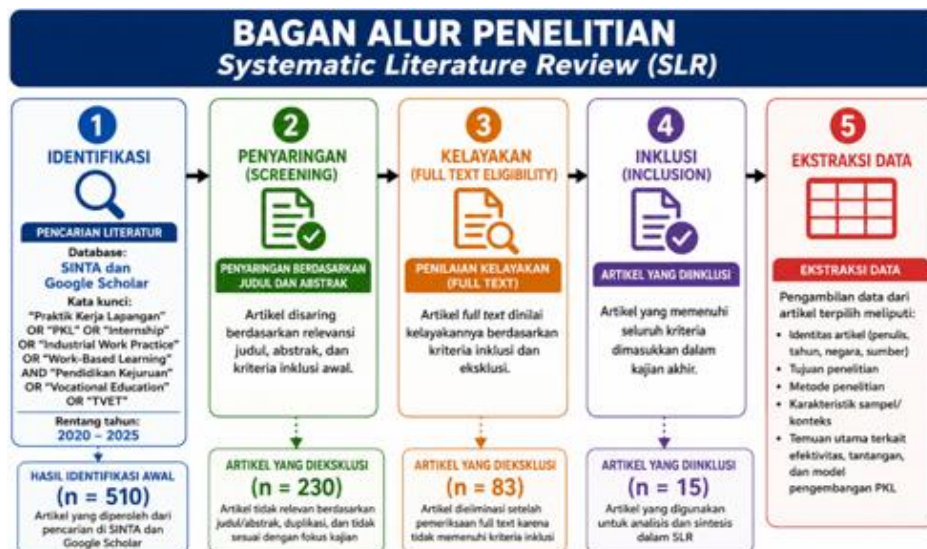 BAGAN ALUR PENELITIAN
Systematic Literature Review (SLR)
1
IDENTIFIKASI
PENCARIAN LITERATUR
Database:
SINTA dan
Google Scholar
Kata kunci:
"Praktik Kerja Lapangan"
OR "PKL" OR "Internship"
OR "Industrial Work Practice"
OR "Work-Based Learning"
AND "Pendidikan Kejuruan"
OR "Vocational Education"
OR "TVET"
Rentang tahun:
2020 – 2025
HASIL IDENTIFIKASI AWAL
(n = 510)
Artikel yang diperoleh dari
pencarian di SINTA dan
Google Scholar
2
PENYARINGAN
(SCREENING)
PENYARINGAN BERDASARKAN
JUDUL DAN ABSTRAK
Artikel disaring
berdasarkan relevansi
judul, abstrak, dan
kriteria inklusi awal.
ARTIKEL YANG DIEKSKLUSI
(n = 230)
Artikel tidak relevan berdasarkan
judul/abstrak, duplikasi, dan tidak
sesuai dengan fokus kajian
3
KELAYAKAN
(FULL TEXT ELIGIBILITY)
PENILAIAN KELAYAKAN
(FULL TEXT)
Artikel full text dinilai
kelayakannya berdasarkan
kriteria inklusi dan
eksklusi.
ARTIKEL YANG DIEKSKLUSI
(n = 83)
Artikel dieliminasi setelah
pemeriksaan full text karena
tidak memenuhi kriteria inklusi
4
INKLUSI
(INCLUSION)
ARTIKEL YANG DIINKLUSI
Artikel yang memenuhi
seluruh kriteria
dimasukkan dalam
kajian akhir.
ARTIKEL YANG DIINKLUSI
(n = 15)
Artikel yang digunakan
untuk analisis dan sintesis
dalam SLR
5
EKSTRAKSI DATA
EKSTRAKSI DATA
Pengambilan data dari
artikel terpilih meliputi:
• Identitas artikel (penulis,
tahun, negara, sumber)
• Tujuan penelitian
• Metode penelitian
• Karakteristik sampel/
konteks
• Temuan utama terkait
efektivitas, tantangan,
dan model
pengembangan PKL